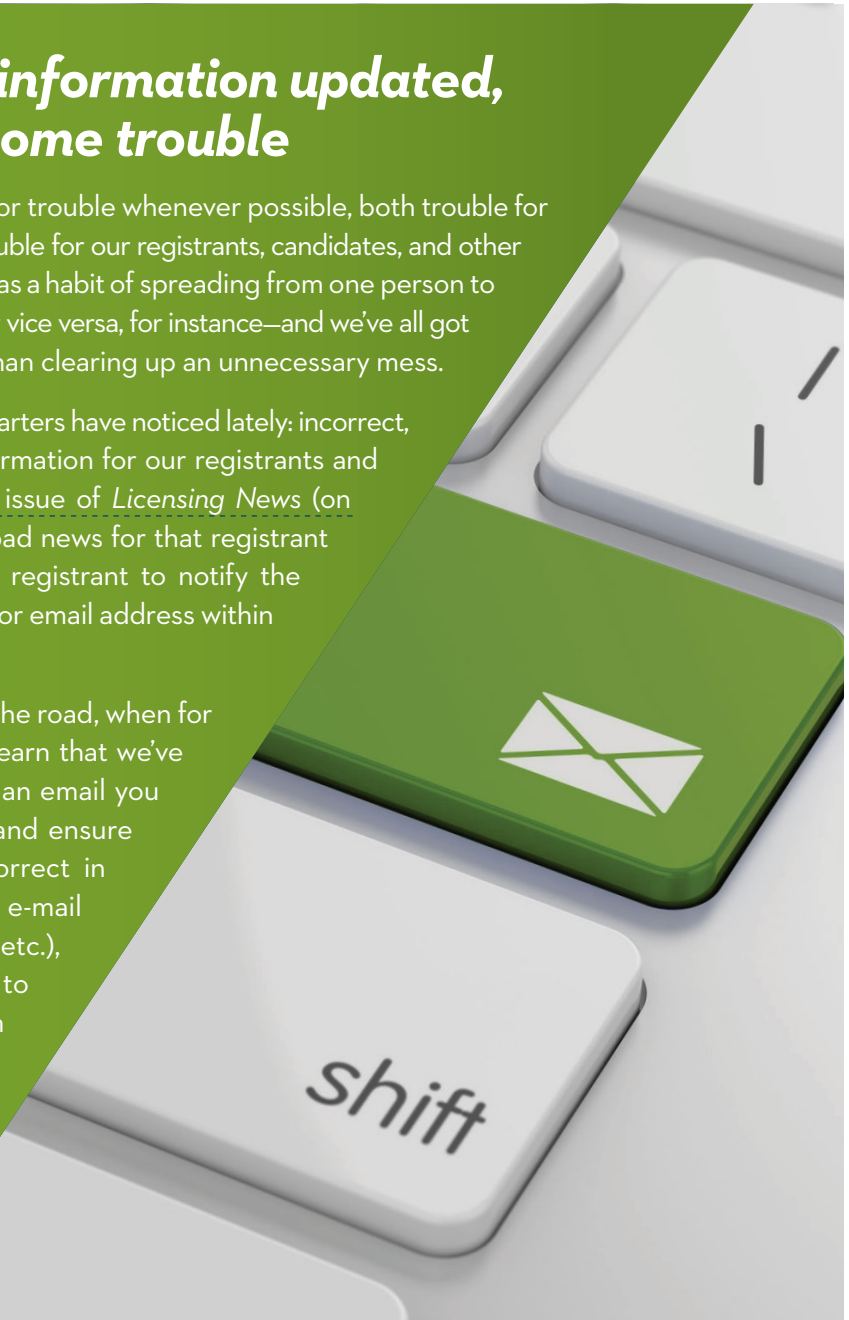 information updated,
ome trouble
or trouble whenever possible, both trouble for
uble for our registrants, candidates, and other
as a habit of spreading from one person to
vice versa, for instance—and we've all got
han clearing up an unnecessary mess.
arters have noticed lately: incorrect,
rmation for our registrants and
issue of Licensing News (on
ad news for that registrant
registrant to notify the
or email address within
he road, when for
earn that we've
an email you
and ensure
orrect in
e-mail
etc.),
to
shift